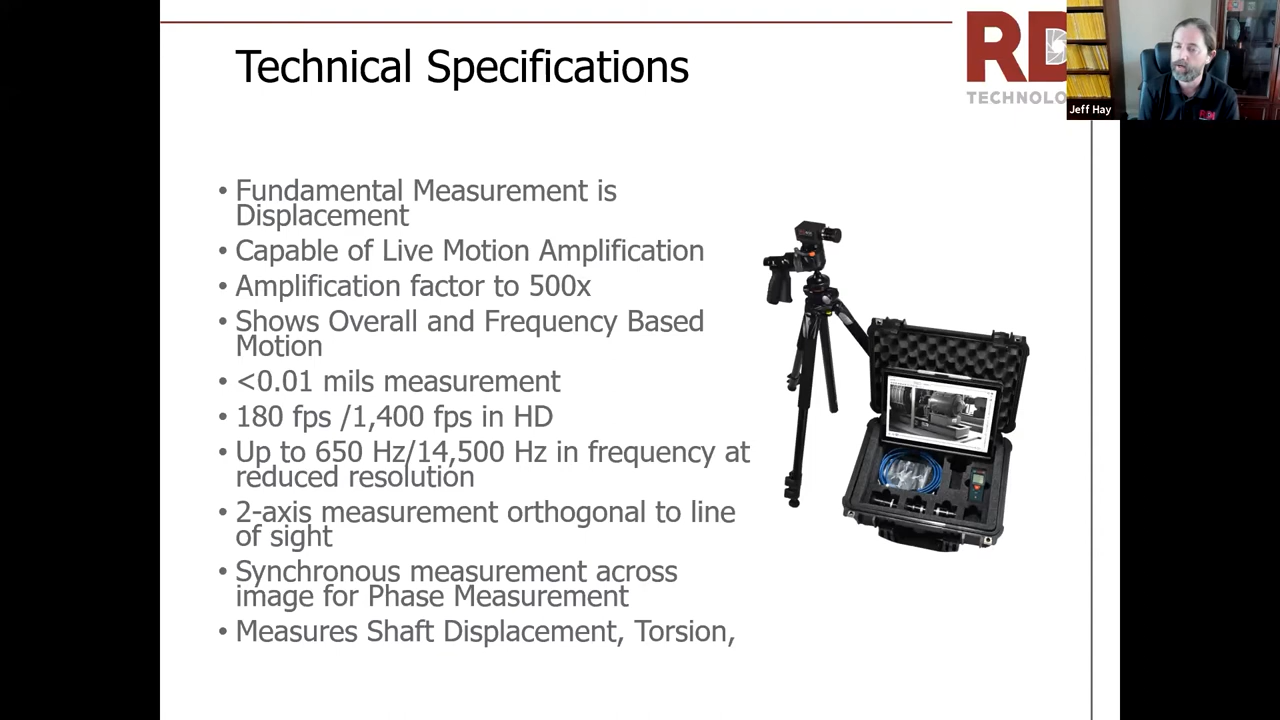 Technical Specifications
RD
TECHNOLO
Jeff Hay
• Fundamental Measurement is
Displacement
• Capable of Live Motion Amplification
• Amplification factor to 500x
• Shows Overall and Frequency Based
Motion
• <0.01 mils measurement
• 180 fps /1,400 fps in HD
• Up to 650 Hz/14,500 Hz in frequency at
reduced resolution
• 2-axis measurement orthogonal to line
of sight
• Synchronous measurement across
image for Phase Measurement
• Measures Shaft Displacement, Torsion,